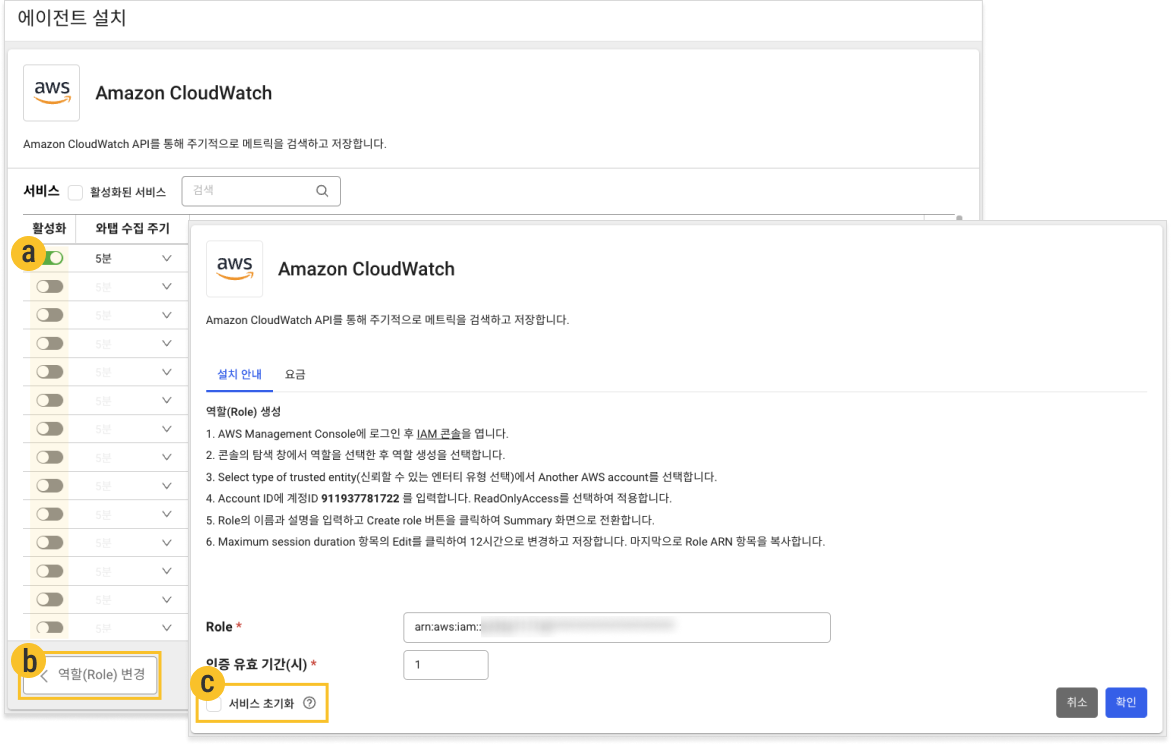 에이전트 설치
aws
Amazon CloudWatch
Amazon CloudWatch API를 통해 주기적으로 메트릭을 검색하고 저장합니다.
서비스 활성화된 서비스 검색
활성화 와탭 수집 주기
a 5분
5분
5분
5분
5분
5분
5분
5분
5분
5분
5분
5분
5분
5분
b
역할(Role) 변경
aws
Amazon CloudWatch
Amazon CloudWatch API를 통해 주기적으로 메트릭을 검색하고 저장합니다.
설치 안내 요금
역할(Role) 생성
1. AWS Management Console에 로그인 후 IAM 콘솔을 엽니다.
2. 콘솔의 탐색 창에서 역할을 선택한 후 역할 생성을 선택합니다.
3. Select type of trusted entity(신뢰할 수 있는 엔터티 유형 선택)에서 Another AWS account를 선택합니다.
4. Account ID에 계정ID 911937781722 를 입력합니다. ReadOnlyAccess를 선택하여 적용합니다.
5. Role의 이름과 설명을 입력하고 Create role 버튼을 클릭하여 Summary 화면으로 전환합니다.
6. Maximum session duration 항목의 Edit를 클릭하여 12시간으로 변경하고 저장합니다. 마지막으로 Role ARN 항목을 복사합니다.
Role * arn:aws:iam::
인증 유효 기간(시) * 1
c
서비스 초기화 ?
취소 확인